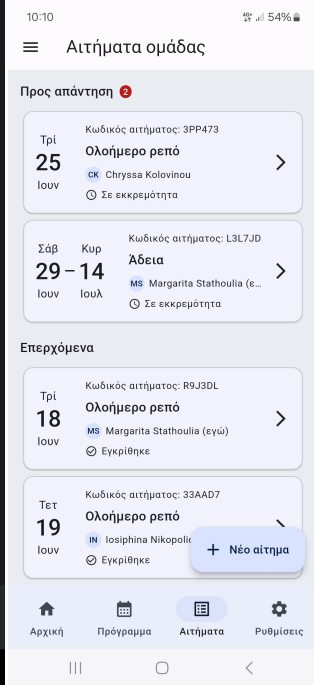 10:10
4G+ 54%
Αιτήματα ομάδας
Προς απάντηση 2
Κωδικός αιτήματος: 3PP473
Τρί
25
Ιουν
Ολοήμερο ρεπό
CK Chryssa Kolovinou
Σε εκκρεμότητα
Κωδικός αιτήματος: L3L7JD
Σάβ Κυρ
29 – 14
Ιουν Ιουλ
Άδεια
MS Margarita Stathoulia (ε...
Σε εκκρεμότητα
Επερχόμενα
Κωδικός αιτήματος: R9J3DL
Τρί
18
Ιουν
Ολοήμερο ρεπό
MS Margarita Stathoulia (εγώ)
Εγκρίθηκε
Κωδικός αιτήματος: 33AAD7
Τετ
19
Ιουν
Ολοήμερο ρεπό
IN Iosiphina Nikopolic
Εγκρίθηκε
+ Νέο αίτημα
Αρχική Πρόγραμμα Αιτήματα Ρυθμίσεις